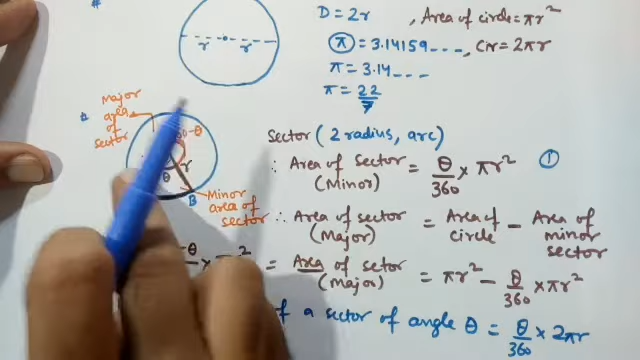 r r
D = 2r , Area of circle = πr²
π = 3.14159---- , CR = 2πr
π = 3.14----
π = 22/7
Major
area
of
sector
-θ
r
θ
B
Minor
area of
sector
Sector (2 radius, arc)
∴ Area of Sector = θ/360 × πr² ①
(Minor)
∴ Area of sector = Area of circle - Area of minor sector
(Major)
= Area of sector = πr² - θ/360 × πr²
(Major)
of a sector of angle θ = θ/360 × 2πr